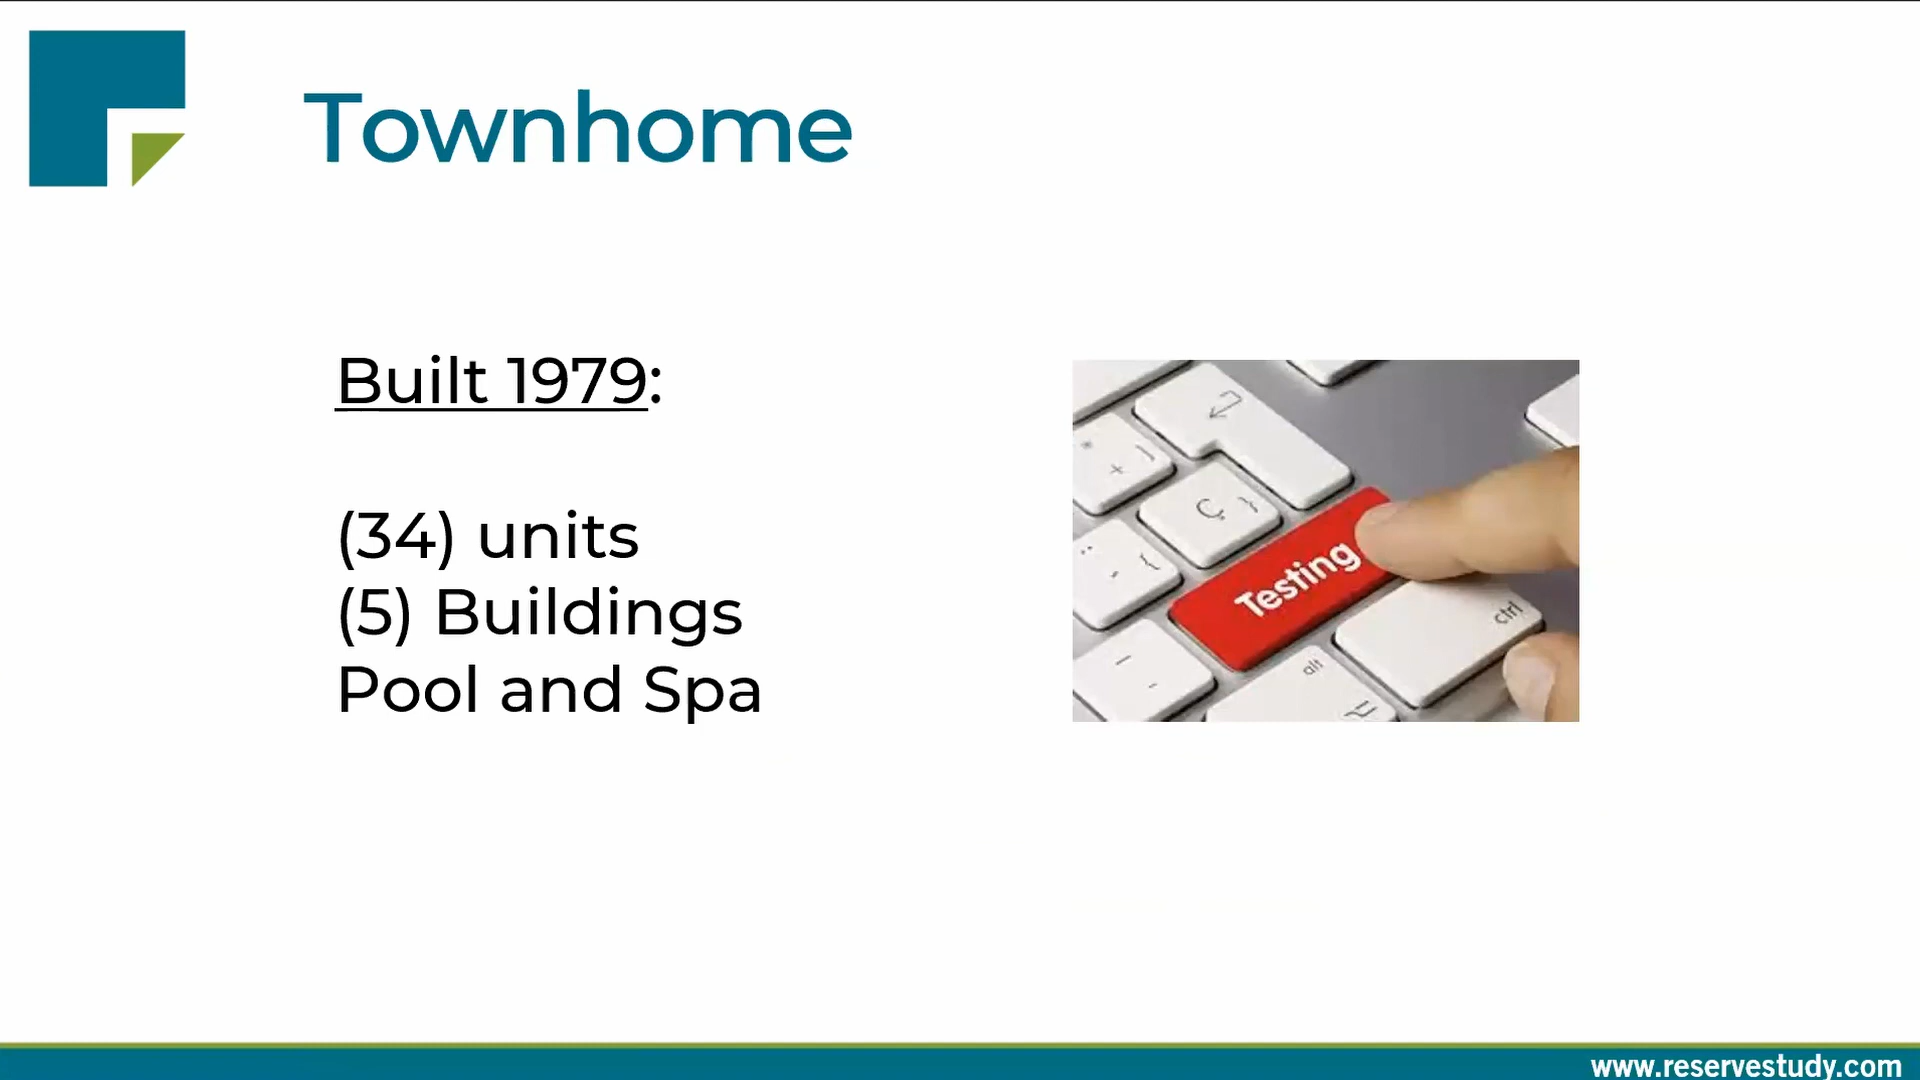 Townhome
Built 1979:
(34) units
(5) Buildings
Pool and Spa
Testing
ctrl
alt
www.reservestudy.com